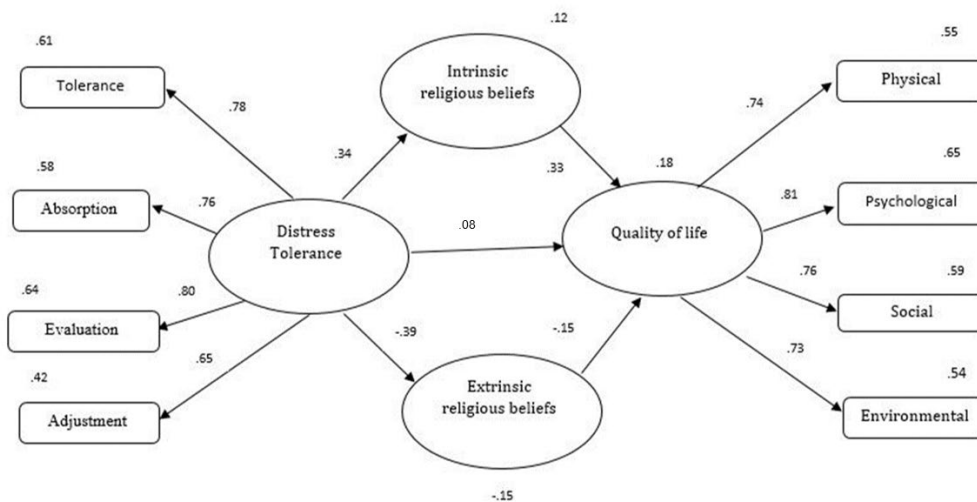 .12
.61
.55
Tolerance
Intrinsic
religious beliefs
Physical
.78
.74
.34
.58
.33
.18
.65
Absorption
.76
.81
Psychological
Distress
Tolerance
.08
Quality of life
.64
.80
.76
.59
Evaluation
-.39
-.15
Social
.42
.65
.73
.54
Adjustment
Extrinsic
religious beliefs
Environmental
-.15